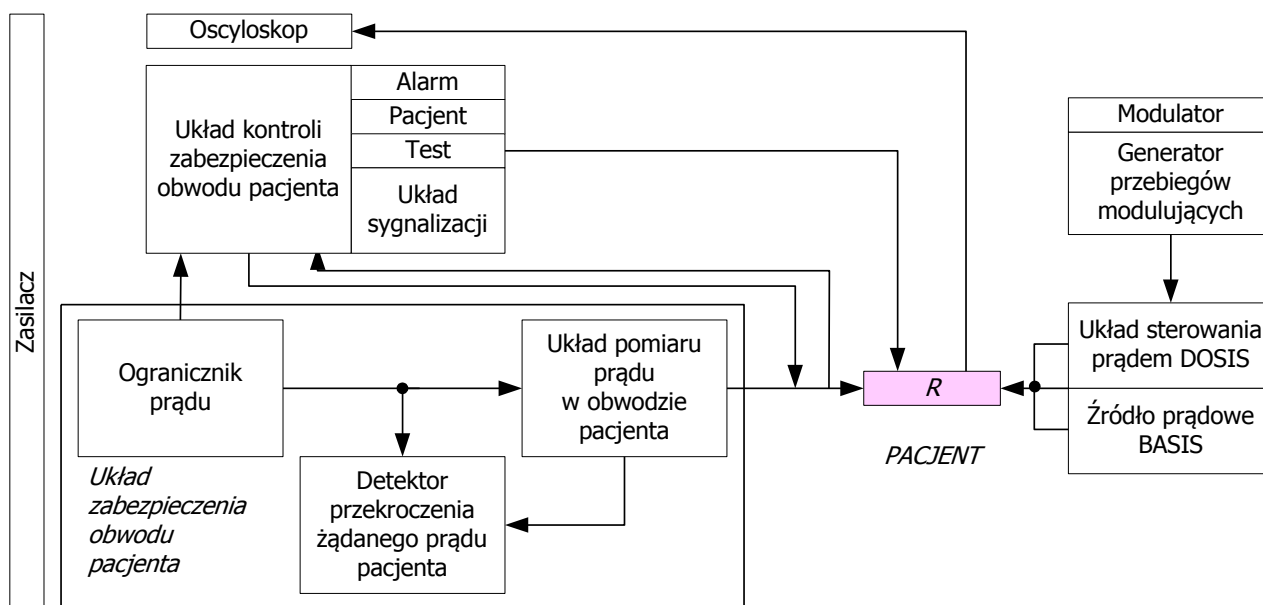 Zasilacz
Oscyloskop
Układ kontroli
zabezpieczenia
obwodu pacjenta
Alarm
Pacjent
Test
Układ
sygnalizacji
Modulator
Generator
przebiegów
modulujących
Układ sterowania
prądem DOSIS
Źródło prądowe
BASIS
Ogranicznik
prądu
Układ pomiaru
prądu
w obwodzie
pacjenta
R
PACJENT
Układ
zabezpieczenia
obwodu
pacjenta
Detektor
przekroczenia
żądanego prądu
pacjenta